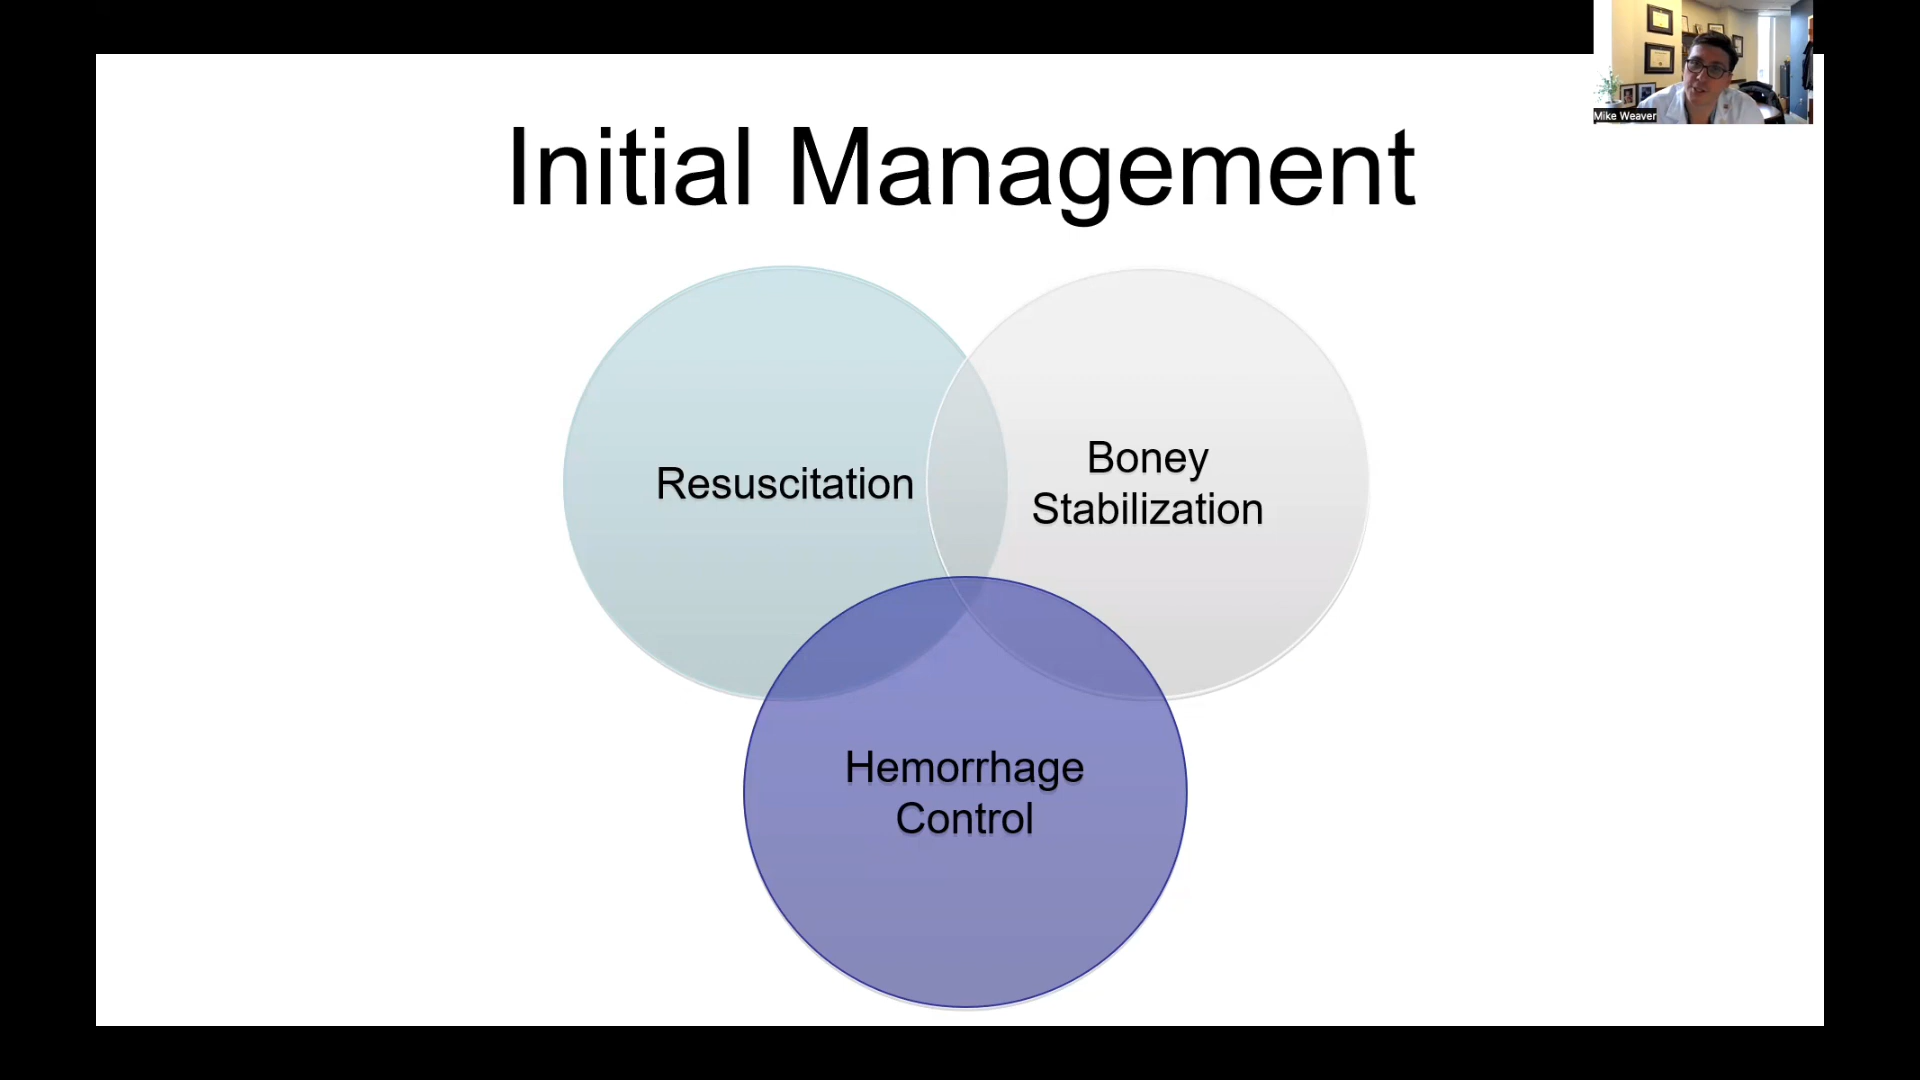 Mike Weaver
Initial Management
Resuscitation
Boney
Stabilization
Hemorrhage
Control